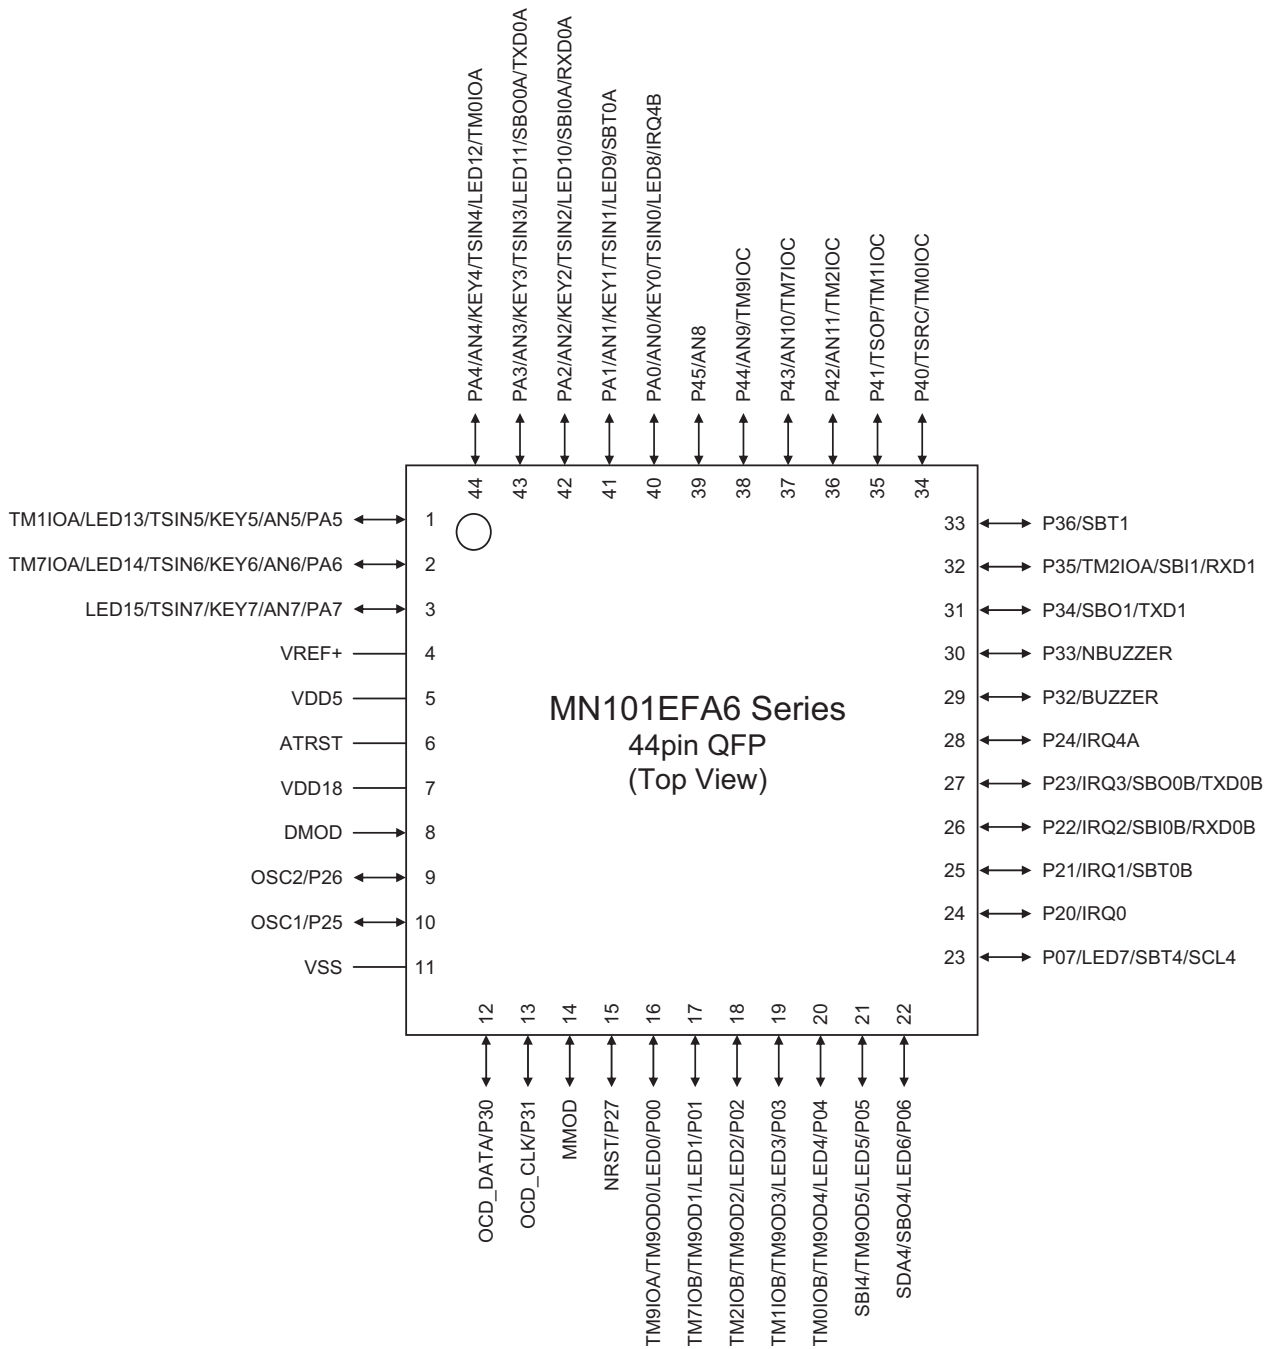 PA4/AN4/KEY4/TSIN4/LED12/TM0IOA
PA3/AN3/KEY3/TSIN3/LED11/SBO0A/TXD0A
PA2/AN2/KEY2/TSIN2/LED10/SBI0A/RXD0A
PA1/AN1/KEY1/TSIN1/LED9/SBT0A
PA0/AN0/KEY0/TSIN0/LED8/IRQ4B
P45/AN8
P44/AN9/TM9IOC
P43/AN10/TM7IOC
P42/AN11/TM2IOC
P41/TSOP/TM1IOC
P40/TSRC/TM0IOC
44
43
42
41
40
39
38
37
36
35
34
TM1IOA/LED13/TSIN5/KEY5/AN5/PA5 1
TM7IOA/LED14/TSIN6/KEY6/AN6/PA6 2
LED15/TSIN7/KEY7/AN7/PA7 3
VREF+ 4
VDD5 5
ATRST 6
VDD18 7
DMOD 8
OSC2/P26 9
OSC1/P25 10
VSS 11
MN101EFA6 Series
44pin QFP
(Top View)
33 P36/SBT1
32 P35/TM2IOA/SBI1/RXD1
31 P34/SBO1/TXD1
30 P33/NBUZZER
29 P32/BUZZER
28 P24/IRQ4A
27 P23/IRQ3/SBO0B/TXD0B
26 P22/IRQ2/SBI0B/RXD0B
25 P21/IRQ1/SBT0B
24 P20/IRQ0
23 P07/LED7/SBT4/SCL4
12
13
14
15
16
17
18
19
20
21
22
OCD_DATA/P30
OCD_CLK/P31
MMOD
NRST/P27
TM9IOA/TM9OD0/LED0/P00
TM7IOB/TM9OD1/LED1/P01
TM2IOB/TM9OD2/LED2/P02
TM1IOB/TM9OD3/LED3/P03
TM0IOB/TM9OD4/LED4/P04
SBI4/TM9OD5/LED5/P05
SDA4/SBO4/LED6/P06